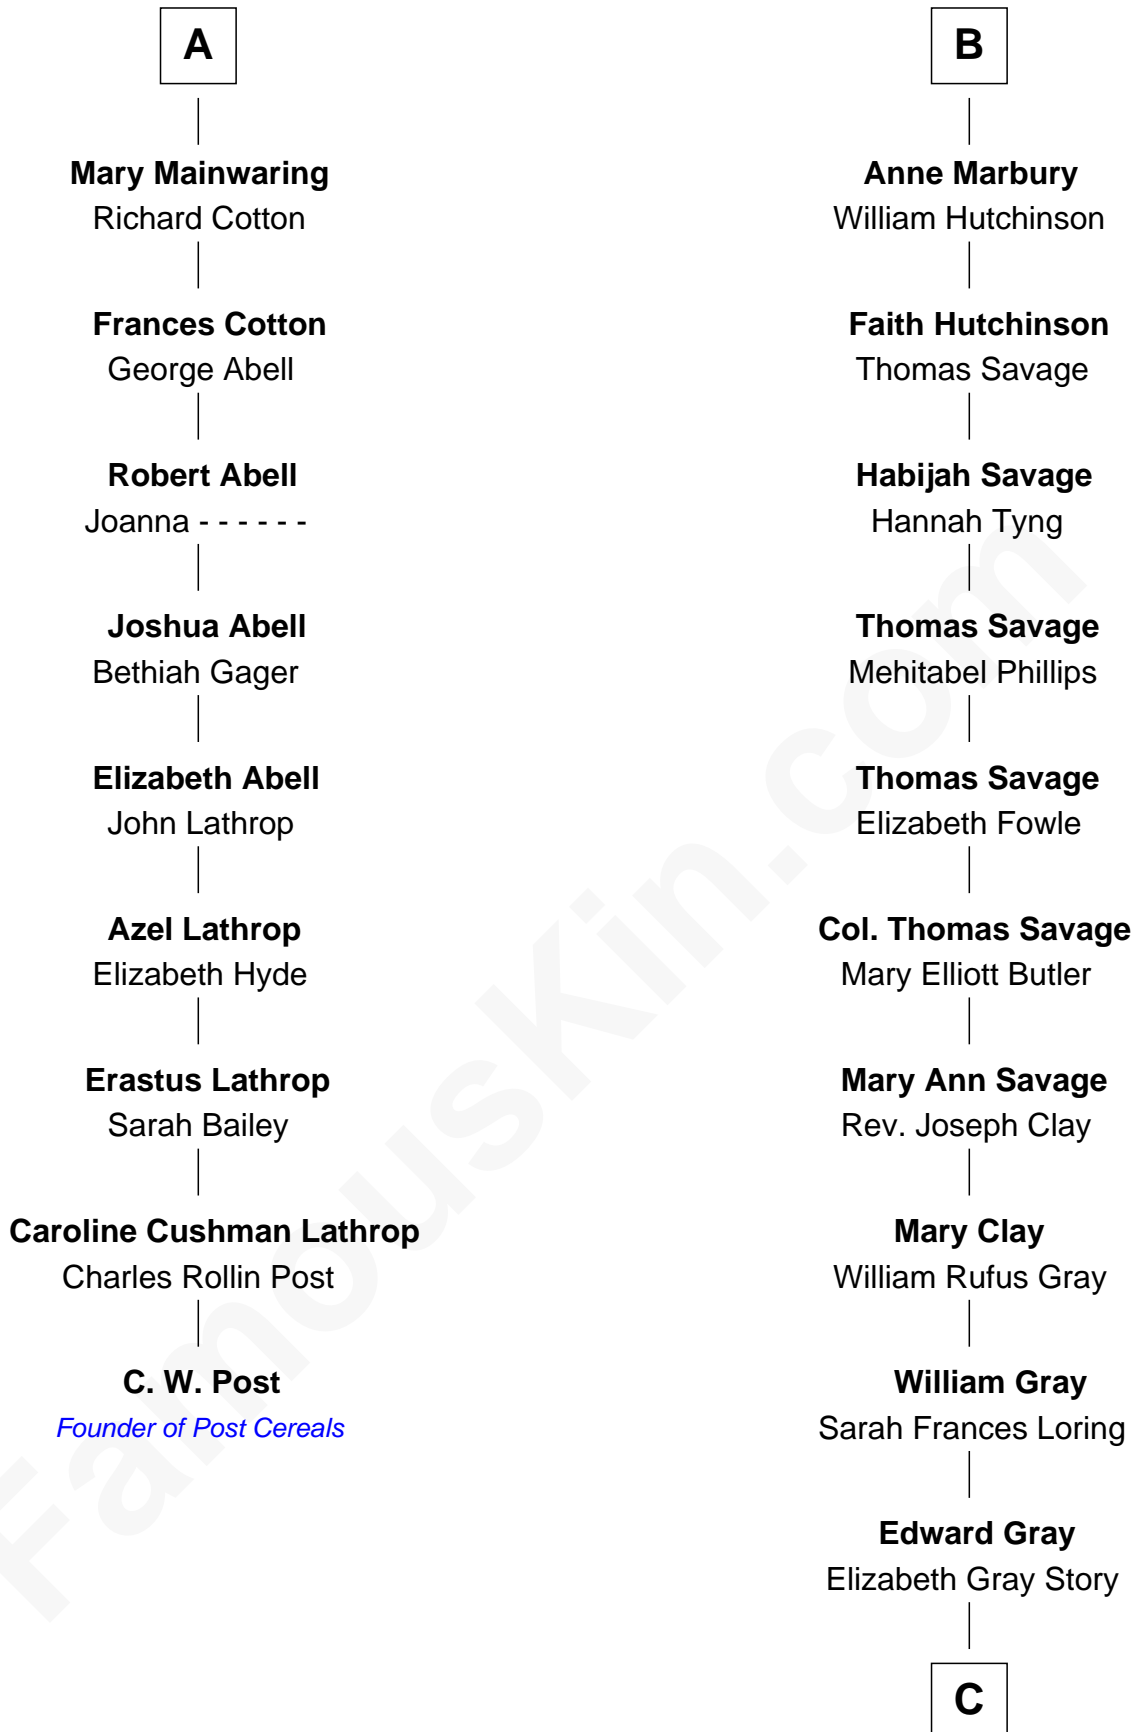 A
Mary Mainwaring
Richard Cotton
Frances Cotton
George Abell
Robert Abell
Joanna - - - - - -
Joshua Abell
Bethiah Gager
Elizabeth Abell
John Lathrop
Azel Lathrop
Elizabeth Hyde
Erastus Lathrop
Sarah Bailey
Caroline Cushman Lathrop
Charles Rollin Post
C. W. Post
Founder of Post Cereals
B
Anne Marbury
William Hutchinson
Faith Hutchinson
Thomas Savage
Habijah Savage
Hannah Tyng
Thomas Savage
Mehitabel Phillips
Thomas Savage
Elizabeth Fowle
Col. Thomas Savage
Mary Elliott Butler
Mary Ann Savage
Rev. Joseph Clay
Mary Clay
William Rufus Gray
William Gray
Sarah Frances Loring
Edward Gray
Elizabeth Gray Story
C
FamousKin.com